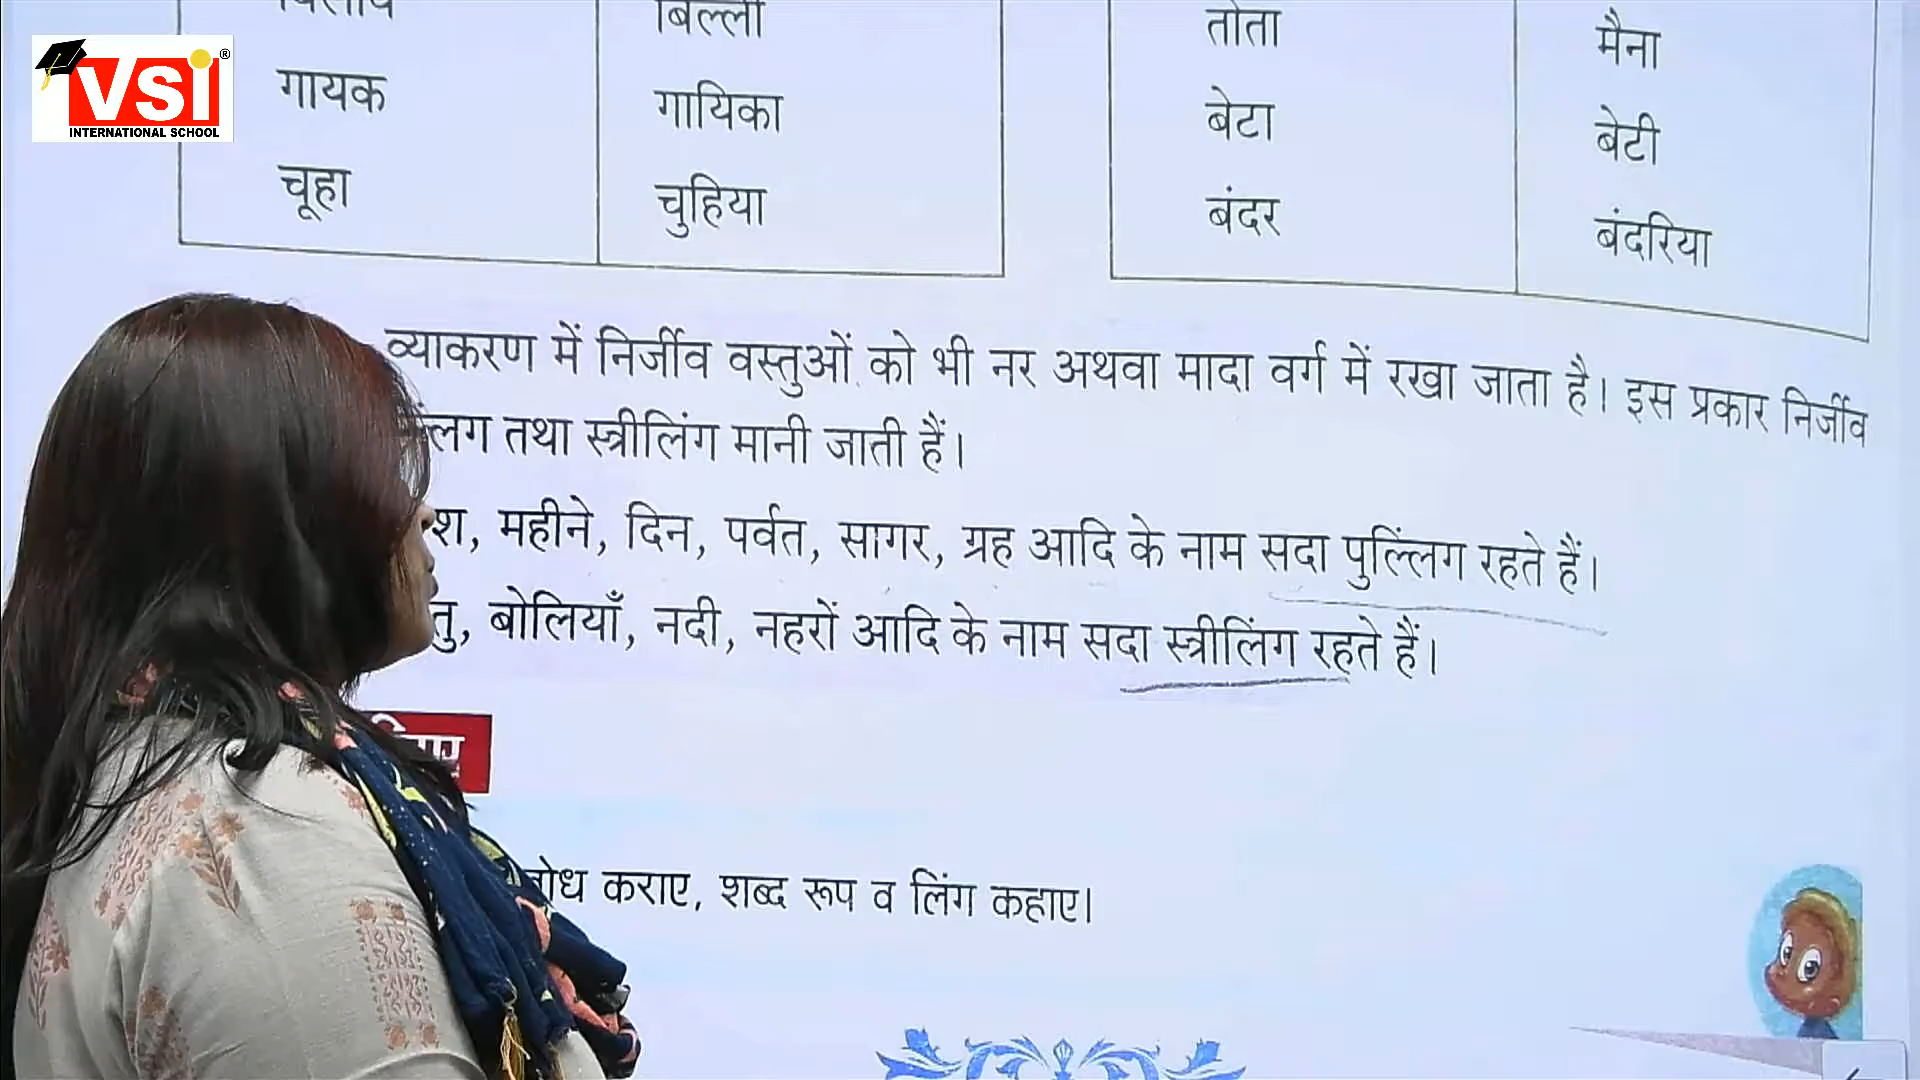 VSI
INTERNATIONAL SCHOOL
बिल्ली तोता मैना
गायक गायिका बेटा बेटी
चूहा चुहिया बंदर बंदरिया
व्याकरण में निर्जीव वस्तुओं को भी नर अथवा मादा वर्ग में रखा जाता है। इस प्रकार निर्जीव
तथा स्त्रीलिंग मानी जाती हैं।
महीने, दिन, पर्वत, सागर, ग्रह आदि के नाम सदा पुल्लिंग रहते हैं।
बोलियाँ, नदी, नहरों आदि के नाम सदा स्त्रीलिंग रहते हैं।
बोध कराए, शब्द रूप व लिंग कहाए।